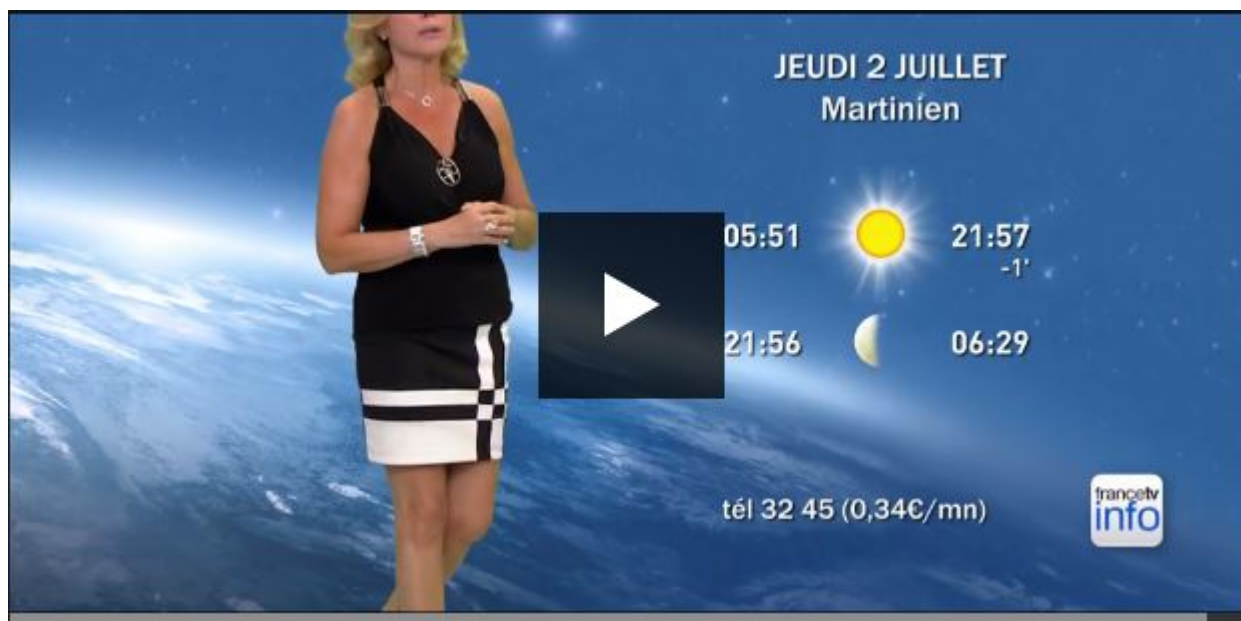 JEUDI 2 JUILLET
Martinien
05:51 21:57
-1'
21:56 06:29
tél 32 45 (0,34€/mn)
francetv
info